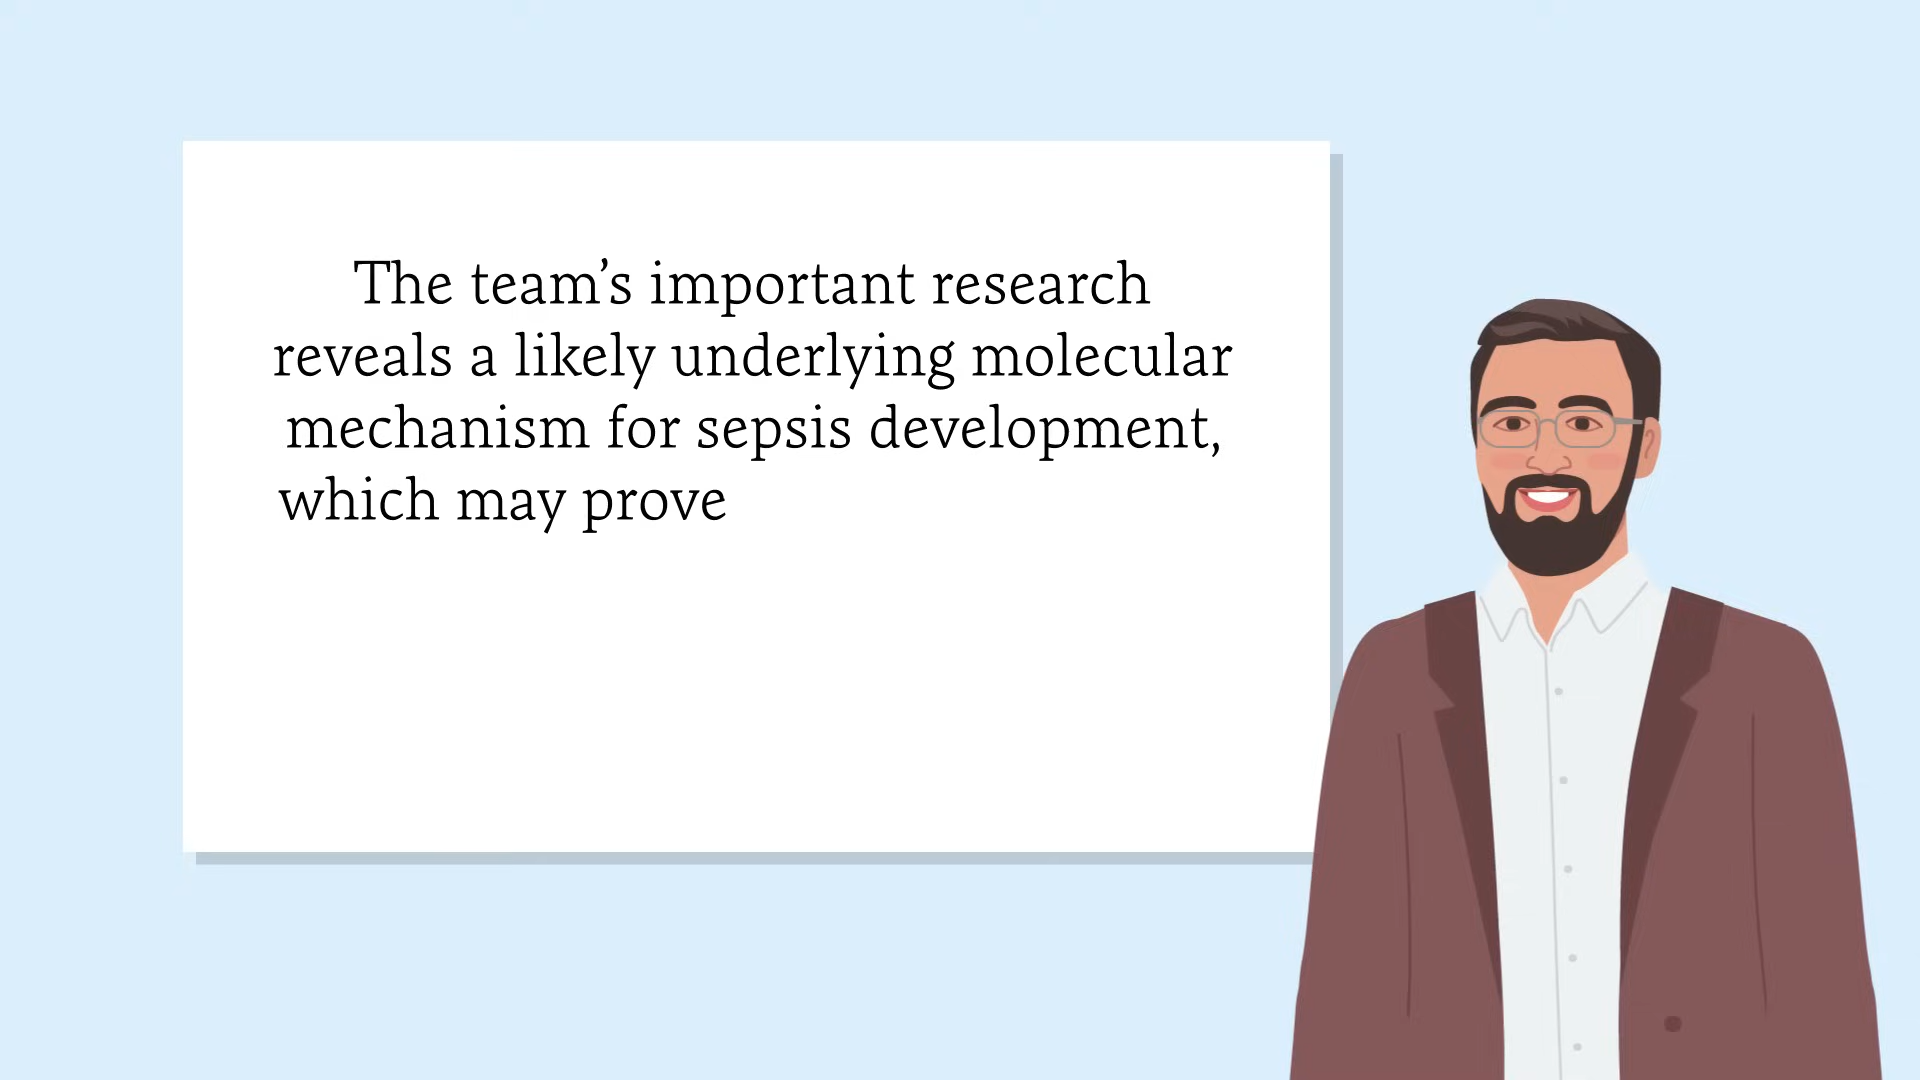 The team’s important research
reveals a likely underlying molecular
mechanism for sepsis development,
which may prove